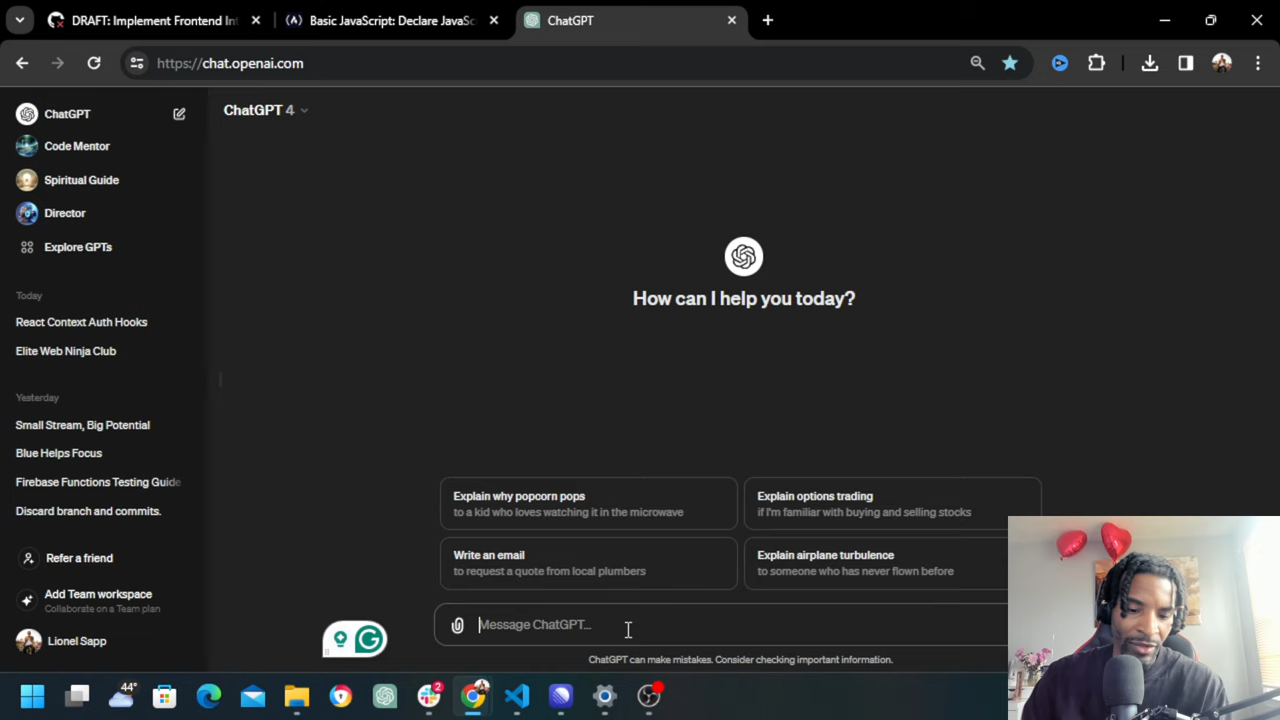 DRAFT: Implement Frontend Int
Basic JavaScript: Declare JavaSc
ChatGPT
https://chat.openai.com
ChatGPT
Code Mentor
Spiritual Guide
Director
Explore GPTs
Today
React Context Auth Hooks
Elite Web Ninja Club
Yesterday
Small Stream, Big Potential
Blue Helps Focus
Firebase Functions Testing Guide
Discard branch and commits.
Refer a friend
Add Team workspace
Collaborate on a Team plan
Lionel Sapp
ChatGPT 4
How can I help you today?
Explain why popcorn pops
to a kid who loves watching it in the microwave
Explain options trading
if I'm familiar with buying and selling stocks
Write an email
to request a quote from local plumbers
Explain airplane turbulence
to someone who has never flown before
Message ChatGPT...
ChatGPT can make mistakes. Consider checking important information.
44°
2